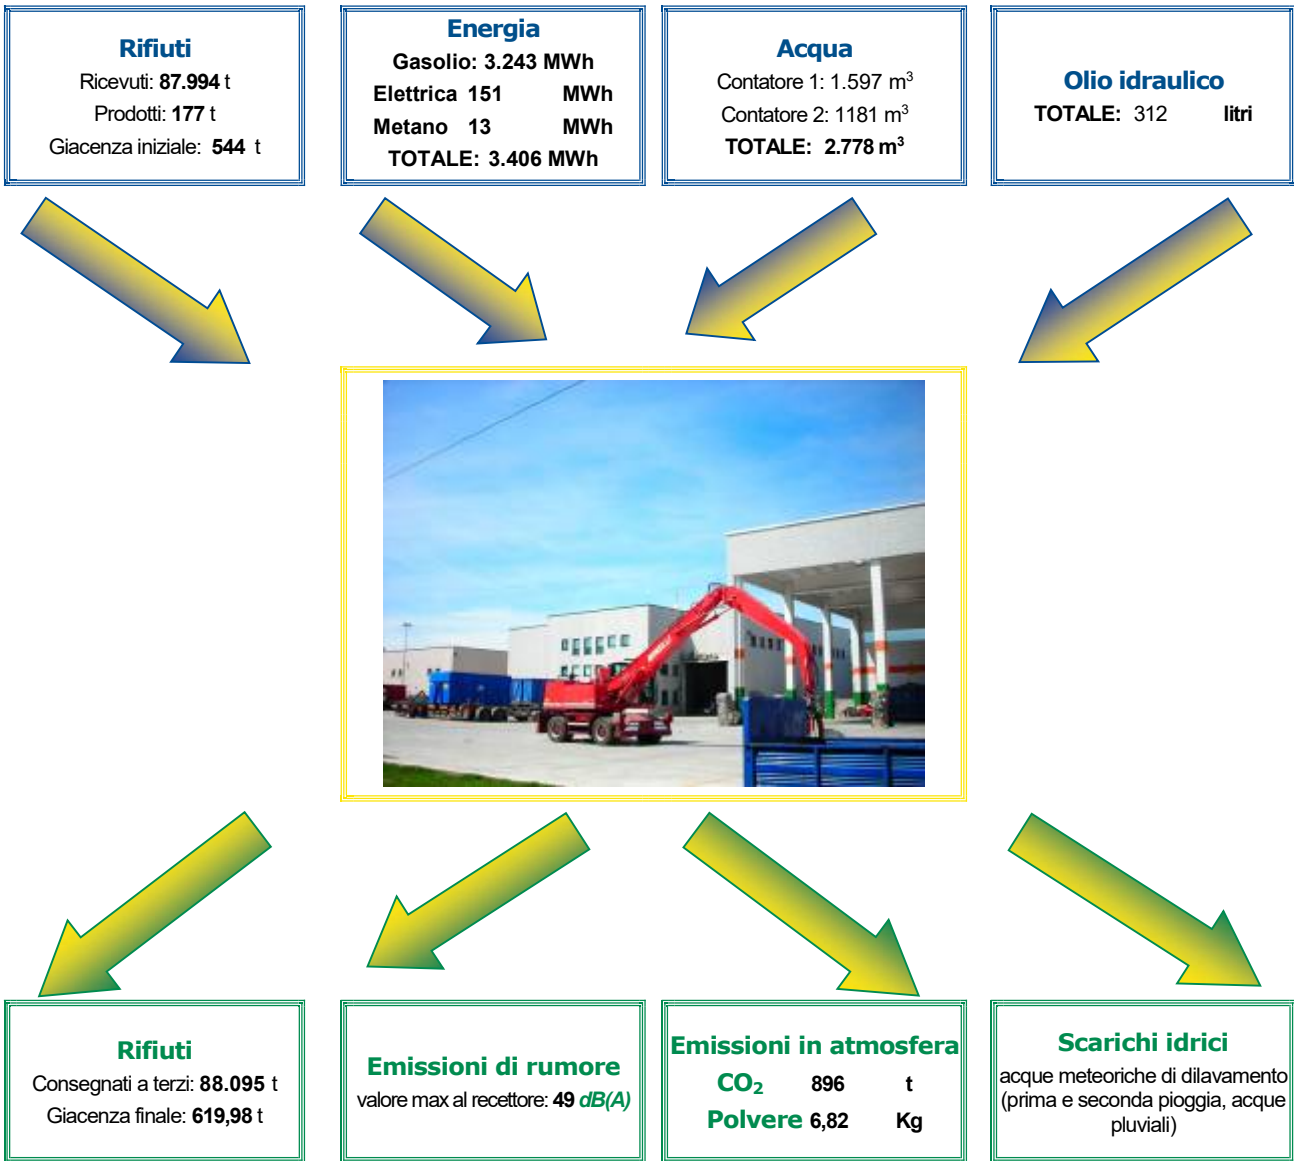 Rifiuti
Ricevuti: 87.994 t
Prodotti: 177 t
Giacenza iniziale: 544 t
Energia
Gasolio: 3.243 MWh
Elettrica 151 MWh
Metano 13 MWh
TOTALE: 3.406 MWh
Acqua
Contatore 1: 1.597 m³
Contatore 2: 1181 m³
TOTALE: 2.778 m³
Olio idraulico
TOTALE: 312 litri
Rifiuti
Consegnati a terzi: 88.095 t
Giacenza finale: 619,98 t
Emissioni di rumore
valore max al recettore: 49 dB(A)
Emissioni in atmosfera
CO₂ 896 t
Polvere 6,82 Kg
Scarichi idrici
acque meteoriche di dilavamento
(prima e seconda pioggia, acque
pluviali)